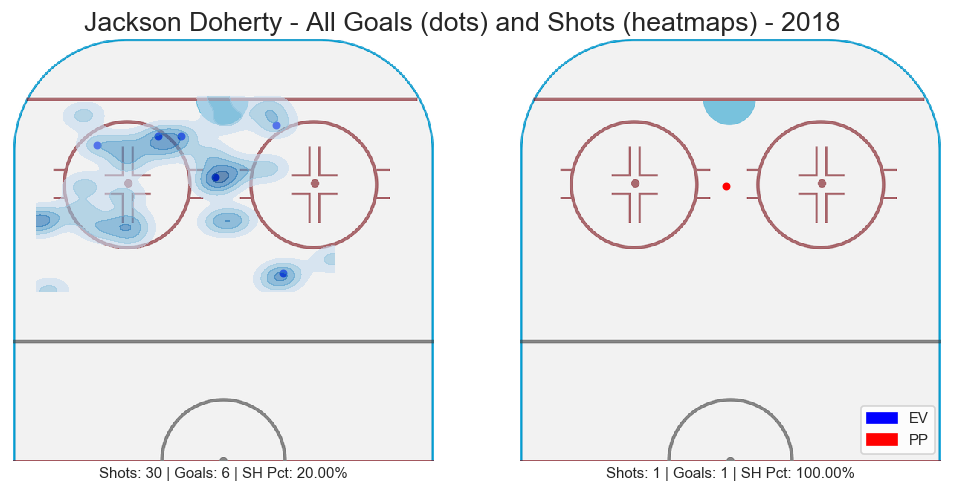 Jackson Doherty - All Goals (dots) and Shots (heatmaps) - 2018
EV
PP
Shots: 30 | Goals: 6 | SH Pct: 20.00%
Shots: 1 | Goals: 1 | SH Pct: 100.00%